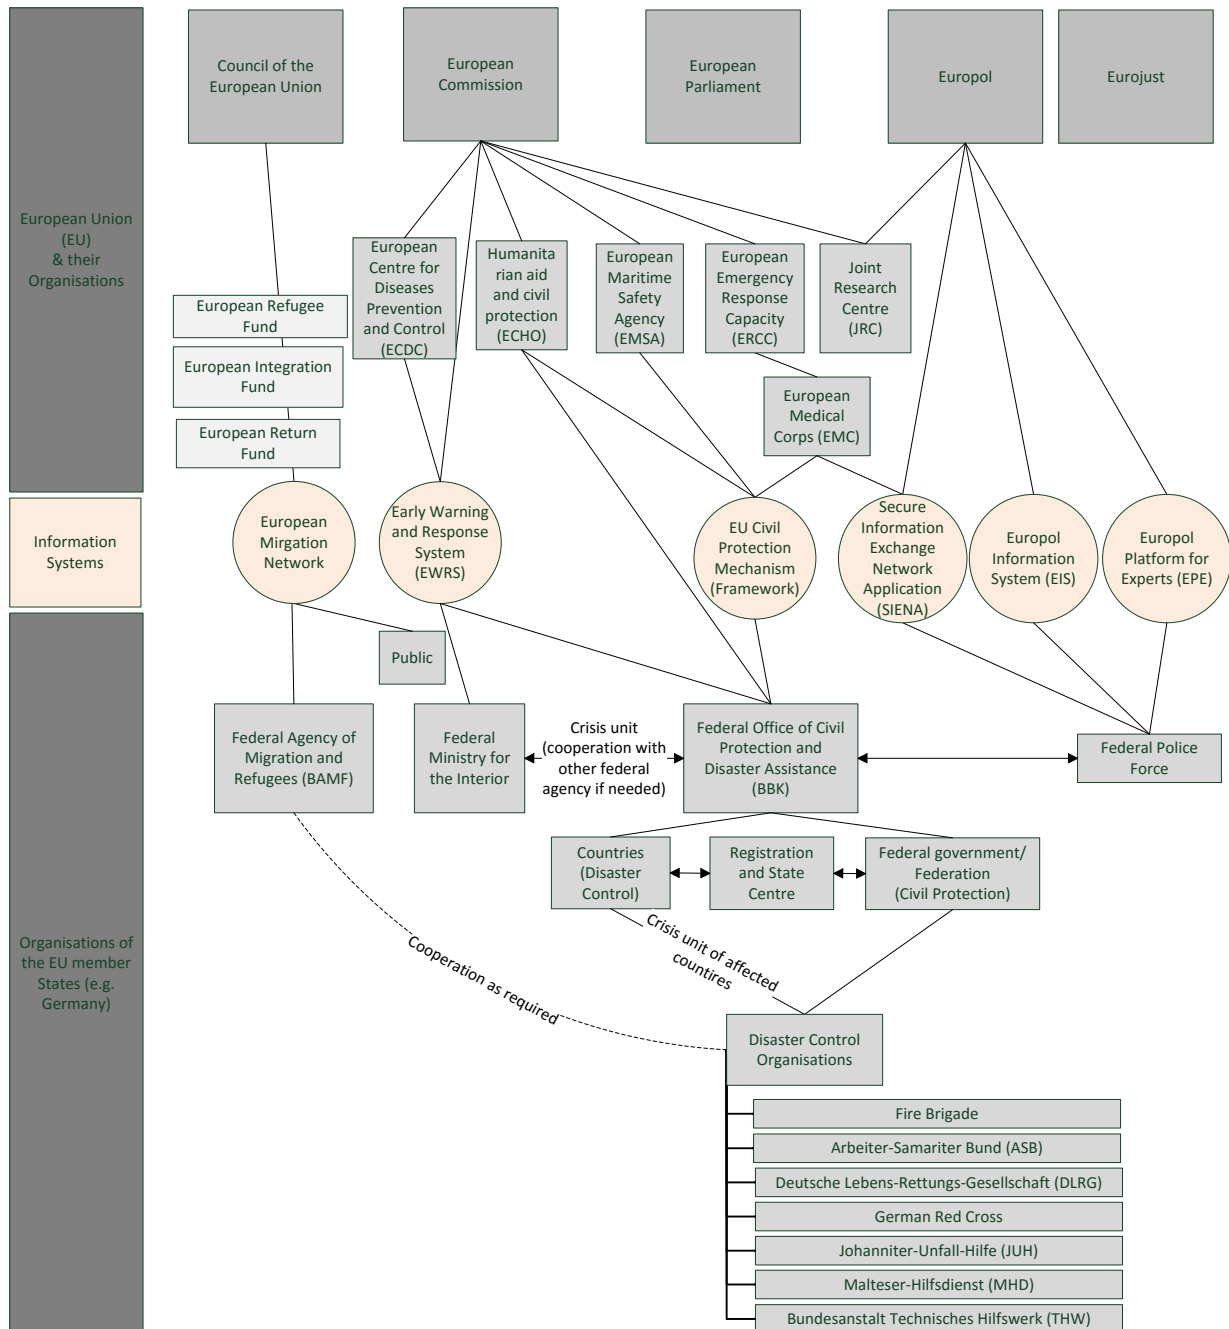 Council of the
European Union
European
Commission
European
Parliament
Europol
Eurojust
European Union
(EU)
& their
Organisations
European
Centre for
Diseases
Prevention
and Control
(ECDC)
Humanita
rian aid
and civil
protection
(ECHO)
European
Maritime
Safety
Agency
(EMSA)
European
Emergency
Response
Capacity
(ERCC)
Joint
Research
Centre
(JRC)
European Refugee
Fund
European Integration
Fund
European Return
Fund
European
Medical
Corps (EMC)
Information
Systems
European
Mirgation
Network
Early Warning
and Response
System
(EWRS)
EU Civil
Protection
Mechanism
(Framework)
Secure
Information
Exchange
Network
Application
(SIENA)
Europol
Information
System (EIS)
Europol
Platform for
Experts (EPE)
Public
Organisations of
the EU member
States (e.g.
Germany)
Federal Agency of
Migration and
Refugees (BAMF)
Federal
Ministry for
the Interior
Crisis unit
(cooperation with
other federal
agency if needed)
Federal Office of Civil
Protection and
Disaster Assistance
(BBK)
Federal Police
Force
Countries
(Disaster
Control)
Registration
and State
Centre
Federal government/
Federation
(Civil Protection)
Crisis unit of affected
countires
Cooperation as required
Disaster Control
Organisations
Fire Brigade
Arbeiter-Samariter Bund (ASB)
Deutsche Lebens-Rettungs-Gesellschaft (DLRG)
German Red Cross
Johanniter-Unfall-Hilfe (JUH)
Malteser-Hilfsdienst (MHD)
Bundesanstalt Technisches Hilfswerk (THW)